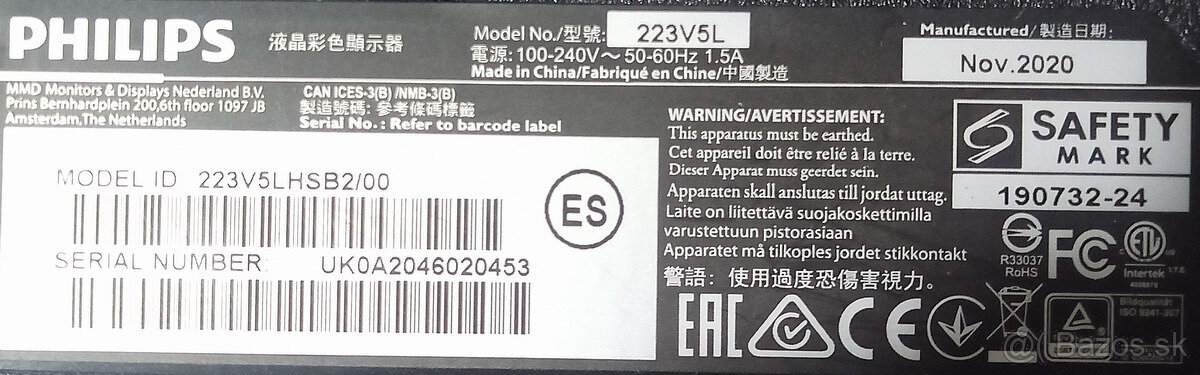 PHILIPS
液晶彩色顯示器
Model No./型號: 223V5L
電源: 100-240V～ 50-60Hz 1.5A
Made in China/Fabriqué en Chine/中國製造
Manufactured/製造日期:
Nov.2020
MMD Monitors & Displays Nederland B.V.
Prins Bernhardplein 200,6th floor 1097 JB
Amsterdam,The Netherlands
CAN ICES-3(B) /NMB-3(B)
製造號碼: 參考條碼標籤
Serial No.: Refer to barcode label
MODEL ID 223V5LHSB2/00
SERIAL NUMBER: UK0A2046020453
ES
WARNING/AVERTISSEMENT:
This apparatus must be earthed.
Cet appareil doit être relié à la terre.
Dieser Apparat muss geerdet sein.
Apparaten skall anslutas till jordat uttag.
Laite on liitettävä suojakoskettimilla
varustettuun pistorasiaan
Apparatet må tilkoples jordet stikkontakt
警語: 使用過度恐傷害視力。
SAFETY
MARK
190732-24
R33037
RoHS
FC
ETL
Intertek
EAC
CE
Bildqualität
ISO 9241-307
Bazos.sk